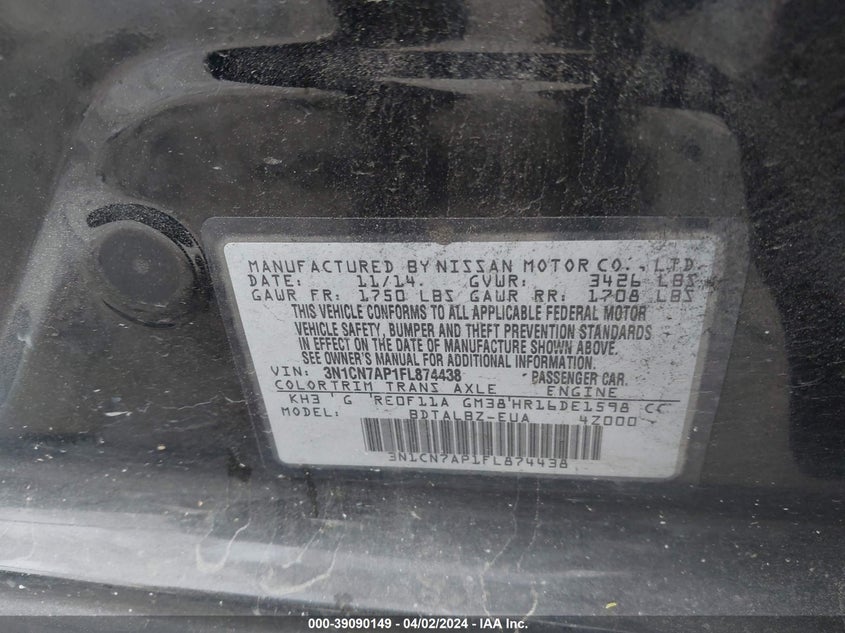 MANUFACTURED BY NISSAN MOTOR CO., LTD.
DATE: 11/14. GVWR: 3426 LBS
GAWR FR: 1750 LBS GAWR RR: 1708 LBS
THIS VEHICLE CONFORMS TO ALL APPLICABLE FEDERAL MOTOR
VEHICLE SAFETY, BUMPER AND THEFT PREVENTION STANDARDS
IN EFFECT ON THE DATE OF MANUFACTURE SHOWN ABOVE.
SEE OWNER'S MANUAL FOR ADDITIONAL INFORMATION.
VIN: 3N1CN7AP1FL874438 PASSENGER CAR.
COLOR TRIM TRANS AXLE ENGINE
KH3 G RE0F11A GM38 HR16DE1598 CC
MODEL: BDTALBZ-EUA 4Z000
3N1CN7AP1FL874438
000-39090149 - 04/02/2024 - IAA Inc.